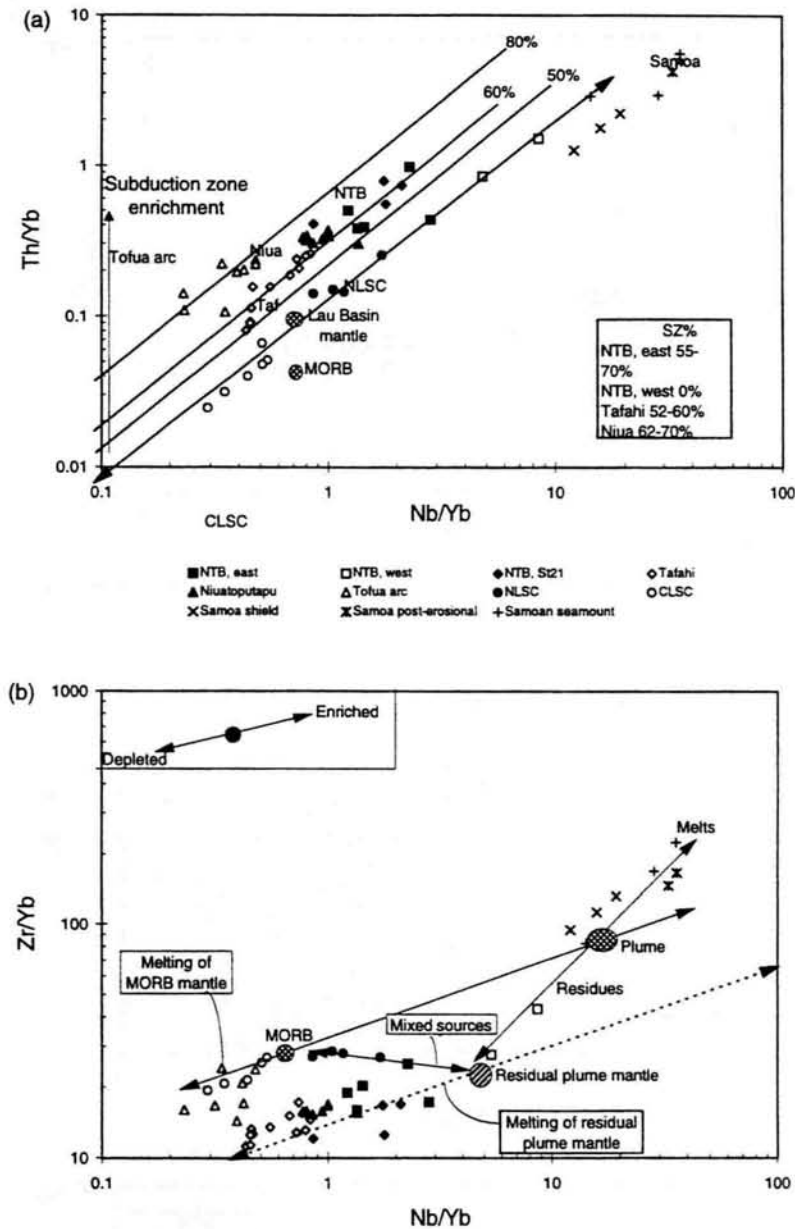 (a)
10
80%
Samoa
60%
50%
1
NTB
Subduction zone
enrichment
Th/Yb
Tofua arc
Niua
NLSC
Taf
Lau Basin
mantle
0.1
MORB
SZ%
NTB, east 55-
70%
NTB, west 0%
Tafahi 52-60%
Niua 62-70%
0.01
0.1
1
10
100
Nb/Yb
CLSC
NTB, east
NTB, west
NTB, St21
Tafahi
Niuatoputapu
Tofua arc
NLSC
CLSC
Samoa shield
Samoa post-erosional
Samoan seamount
(b)
1000
Enriched
Depleted
Zr/Yb
Melts
100
Plume
Melting of
MORB mantle
Residues
MORB
Mixed sources
Residual plume mantle
Melting of residual
plume mantle
10
0.1
1
10
100
Nb/Yb